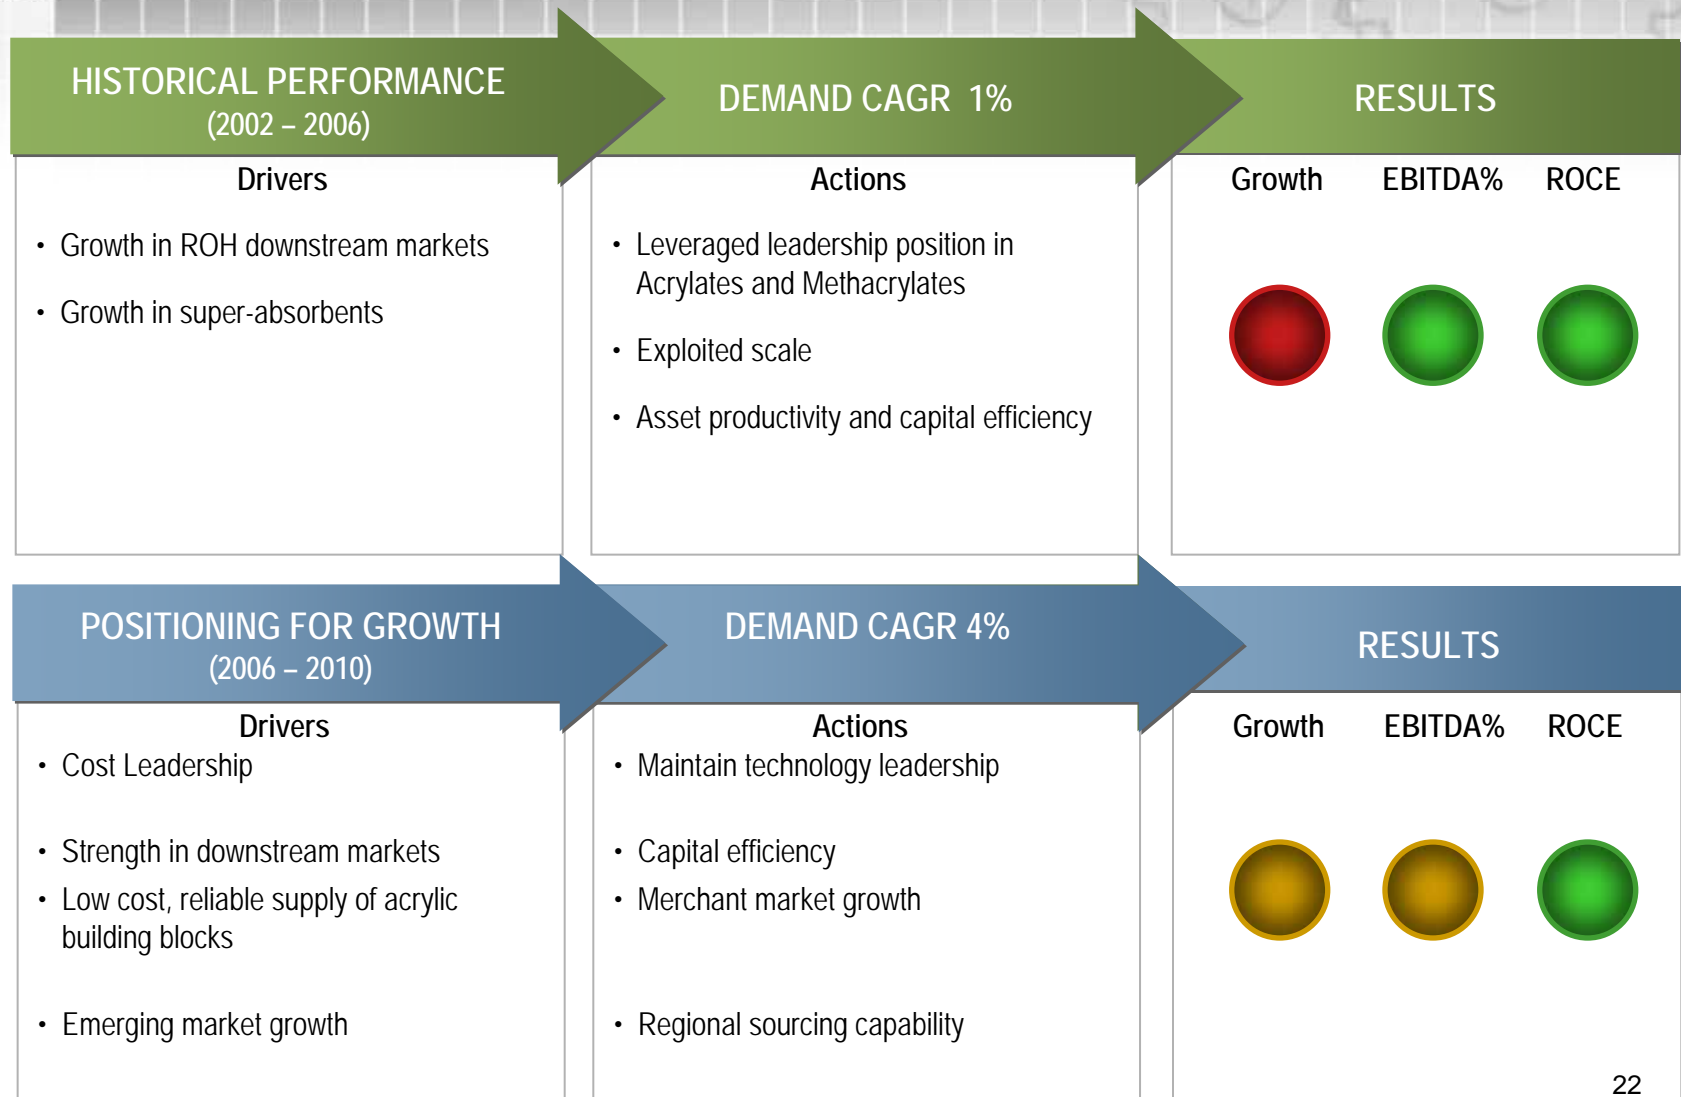 HISTORICAL PERFORMANCE
(2002 – 2006)
DEMAND CAGR 1%
RESULTS
Drivers
• Growth in ROH downstream markets
• Growth in super-absorbents
Actions
• Leveraged leadership position in
Acrylates and Methacrylates
• Exploited scale
• Asset productivity and capital efficiency
Growth EBITDA% ROCE
POSITIONING FOR GROWTH
(2006 – 2010)
DEMAND CAGR 4%
RESULTS
Drivers
• Cost Leadership
• Strength in downstream markets
• Low cost, reliable supply of acrylic
building blocks
• Emerging market growth
Actions
• Maintain technology leadership
• Capital efficiency
• Merchant market growth
• Regional sourcing capability
Growth EBITDA% ROCE
22